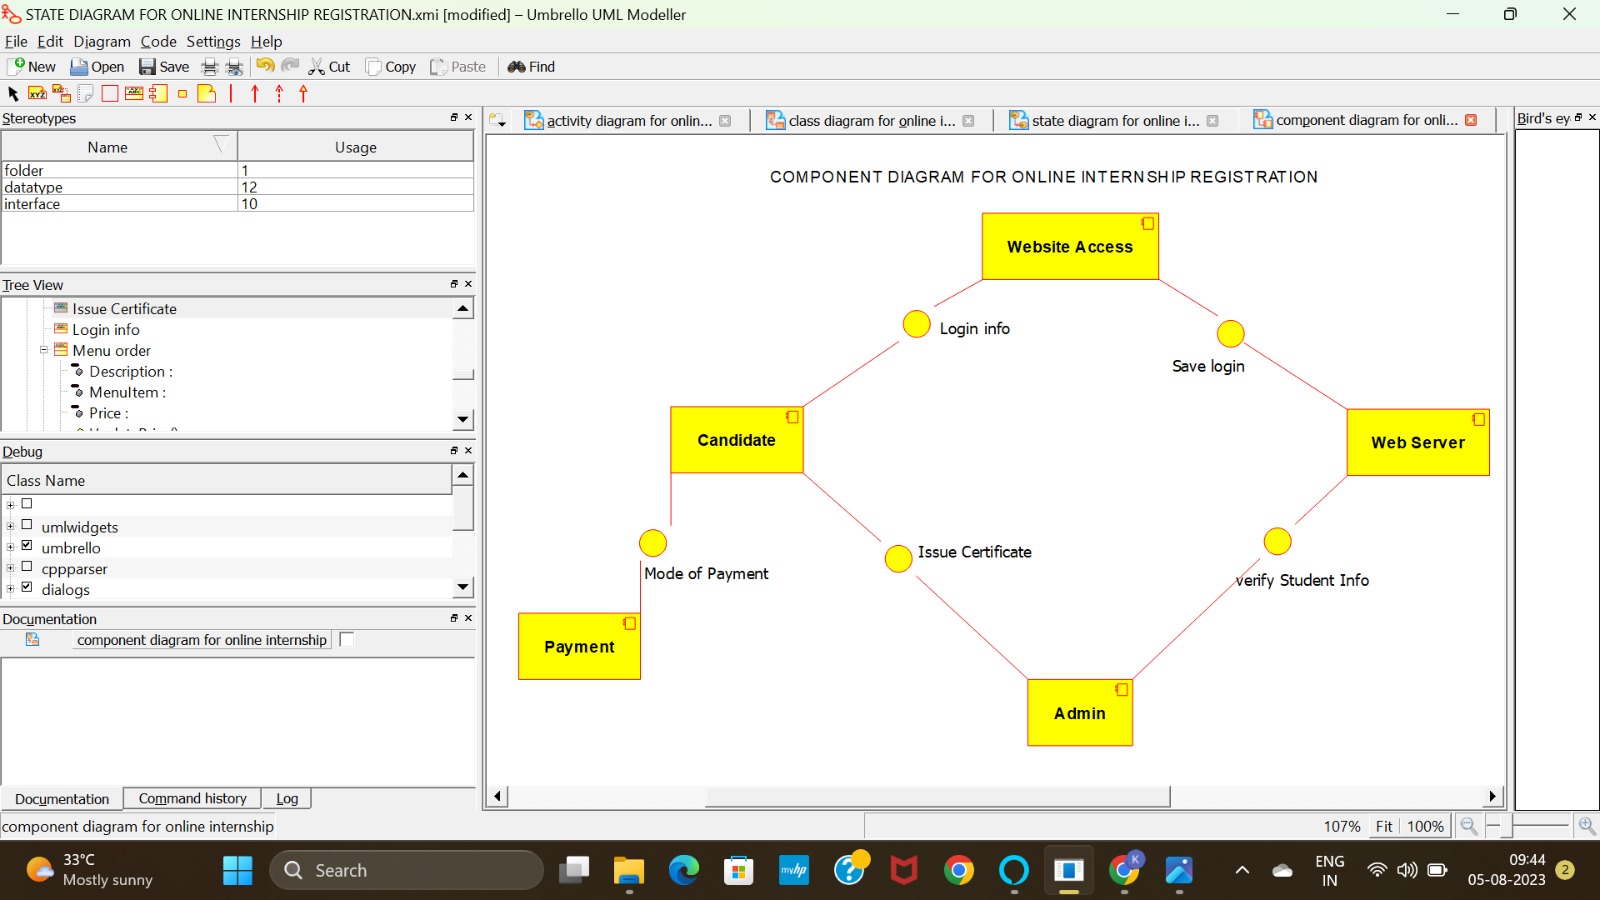 STATE DIAGRAM FOR ONLINE INTERNSHIP REGISTRATION.xmi [modified] – Umbrello UML Modeller
File Edit Diagram Code Settings Help
New Open Save Cut Copy Paste Find
Stereotypes
Name Usage
folder 1
datatype 12
interface 10
Tree View
Issue Certificate
Login info
Menu order
Description :
MenuItem :
Price :
Debug
Class Name
umlwidgets
umbrello
cppparser
dialogs
Documentation
component diagram for online internship
Documentation Command history Log
component diagram for online internship
activity diagram for onlin... class diagram for online i... state diagram for online i... component diagram for onli...
Bird's ey
COMPONENT DIAGRAM FOR ONLINE INTERNSHIP REGISTRATION
Website Access
Login info
Save login
Candidate
Web Server
Mode of Payment
Issue Certificate
verify Student Info
Payment
Admin
107% Fit 100%
33°C
Mostly sunny
Search
myhp
K
ENG
IN
09:44
05-08-2023
2